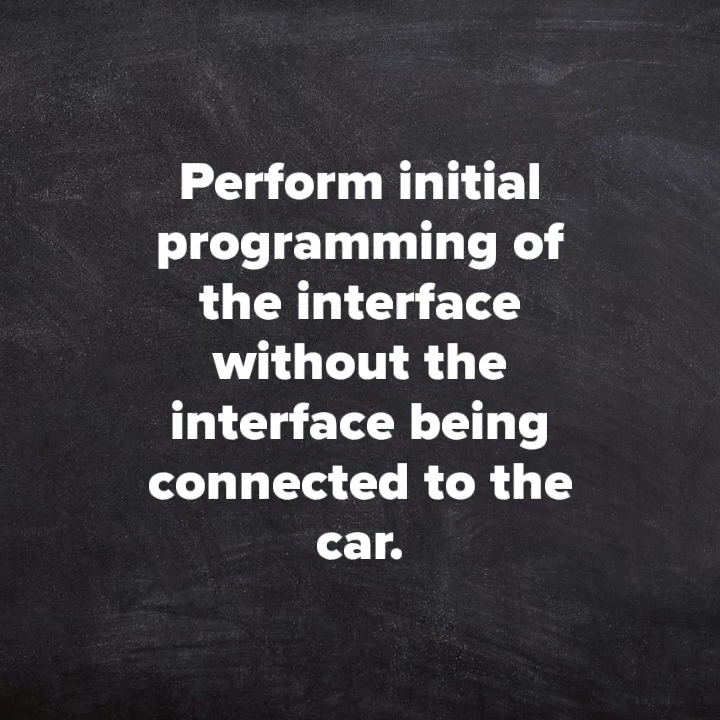 Perform initial
programming of
the interface
without the
interface being
connected to the
car.